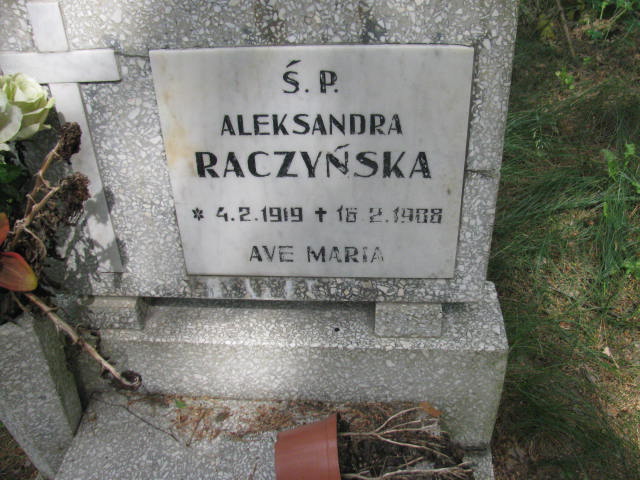 Ś. P.
ALEKSANDRA
RACZYŃSKA
* 4.2.1919 ✝ 16 2.1988
AVE MARIA